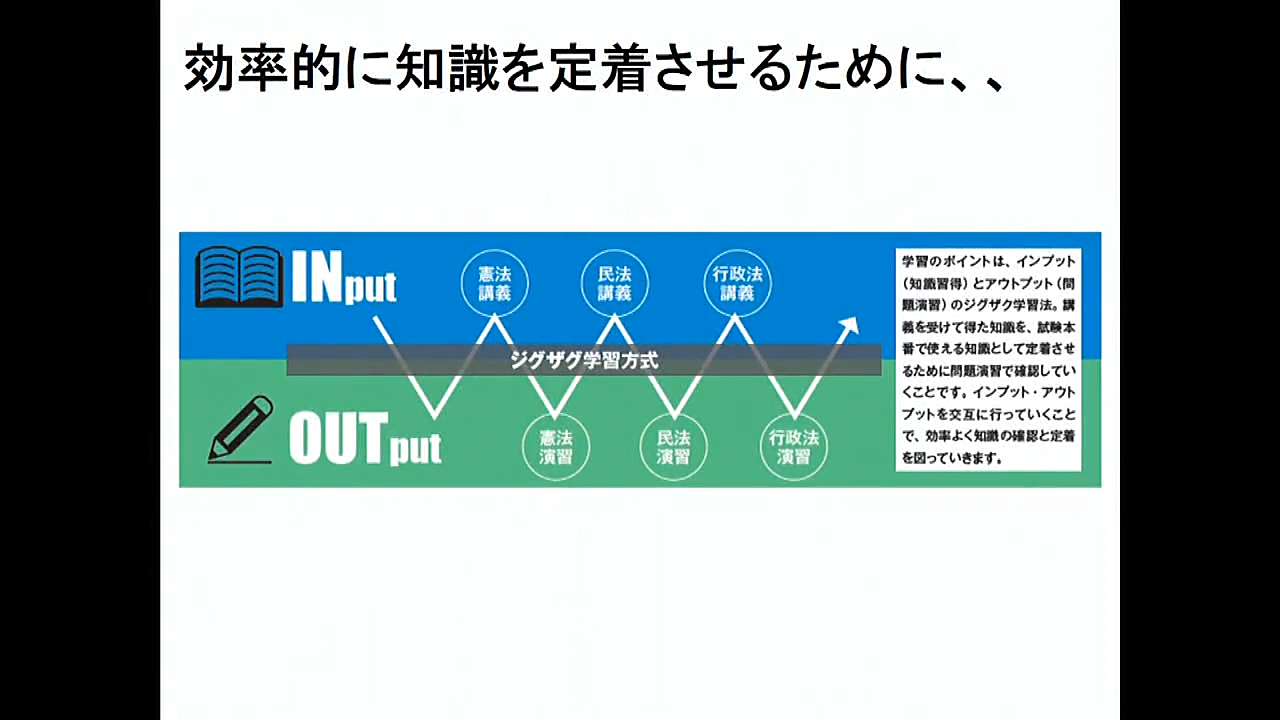 効率的に知識を定着させるために、、
INput
憲法
講義
民法
講義
行政法
講義
ジグザグ学習方式
OUTput
憲法
演習
民法
演習
行政法
演習
学習のポイントは、インプット
(知識習得)とアウトプット(問
題演習)のジグザク学習法。講
義を受けて得た知識を、試験本
番で使える知識として定着させ
るために問題演習で確認してい
くことです。インプット・アウト
プットを交互に行っていくこと
で、効率よく知識の確認と定着
を図っていきます。